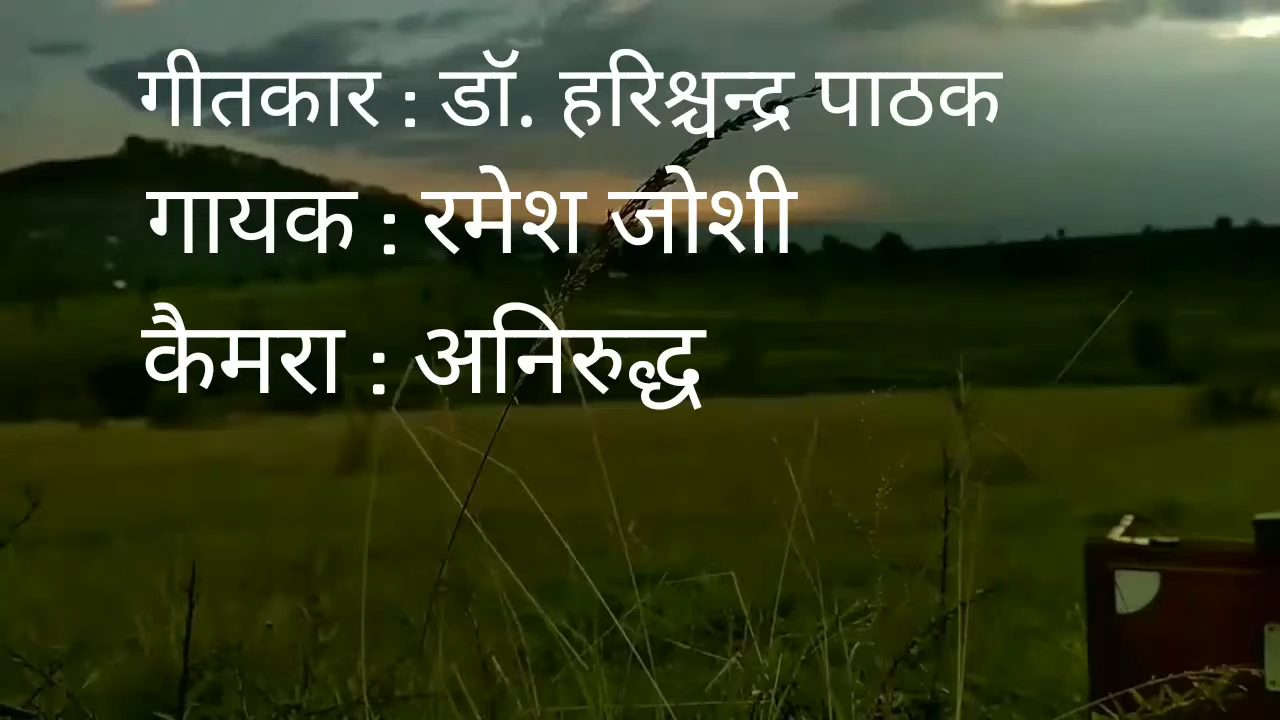 गीतकार : डॉ. हरिश्चन्द्र पाठक
गायक : रमेश जोशी
कैमरा : अनिरुद्ध